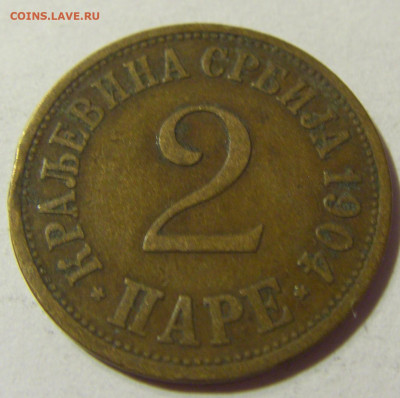 COINS.LAVE.RU
КРАЉЕВИНА СРБИЈА 1904
2
ПАРЕ